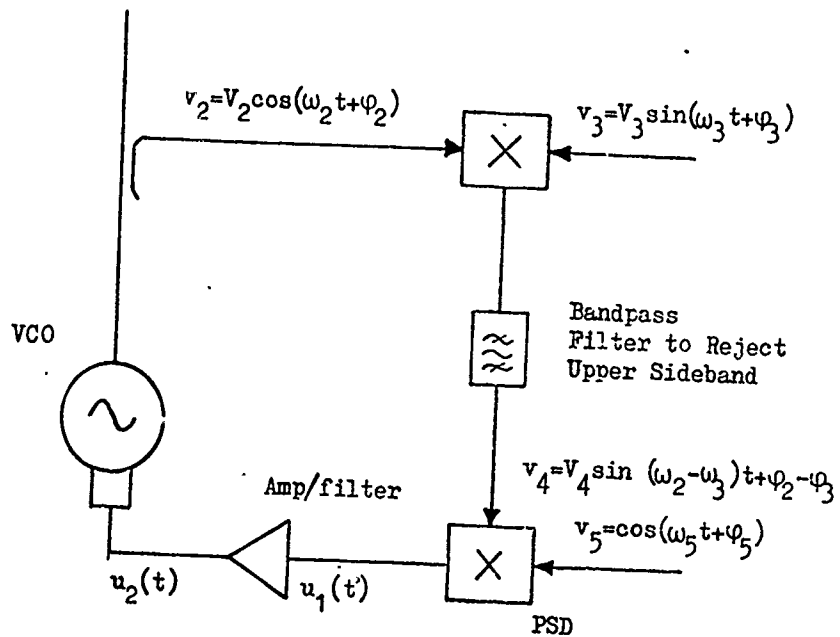 v₂=V₂cos(ω₂t+φ₂)
v₃=V₃sin(ω₃t+φ₃)
X
VCO
Bandpass
Filter to Reject
Upper Sideband
v₄=V₄sin (ω₂-ω₃)t+φ₂-φ₃
Amp/filter
v₅=cos(ω₅t+φ₅)
X
u₂(t)
u₁(t)
PSD